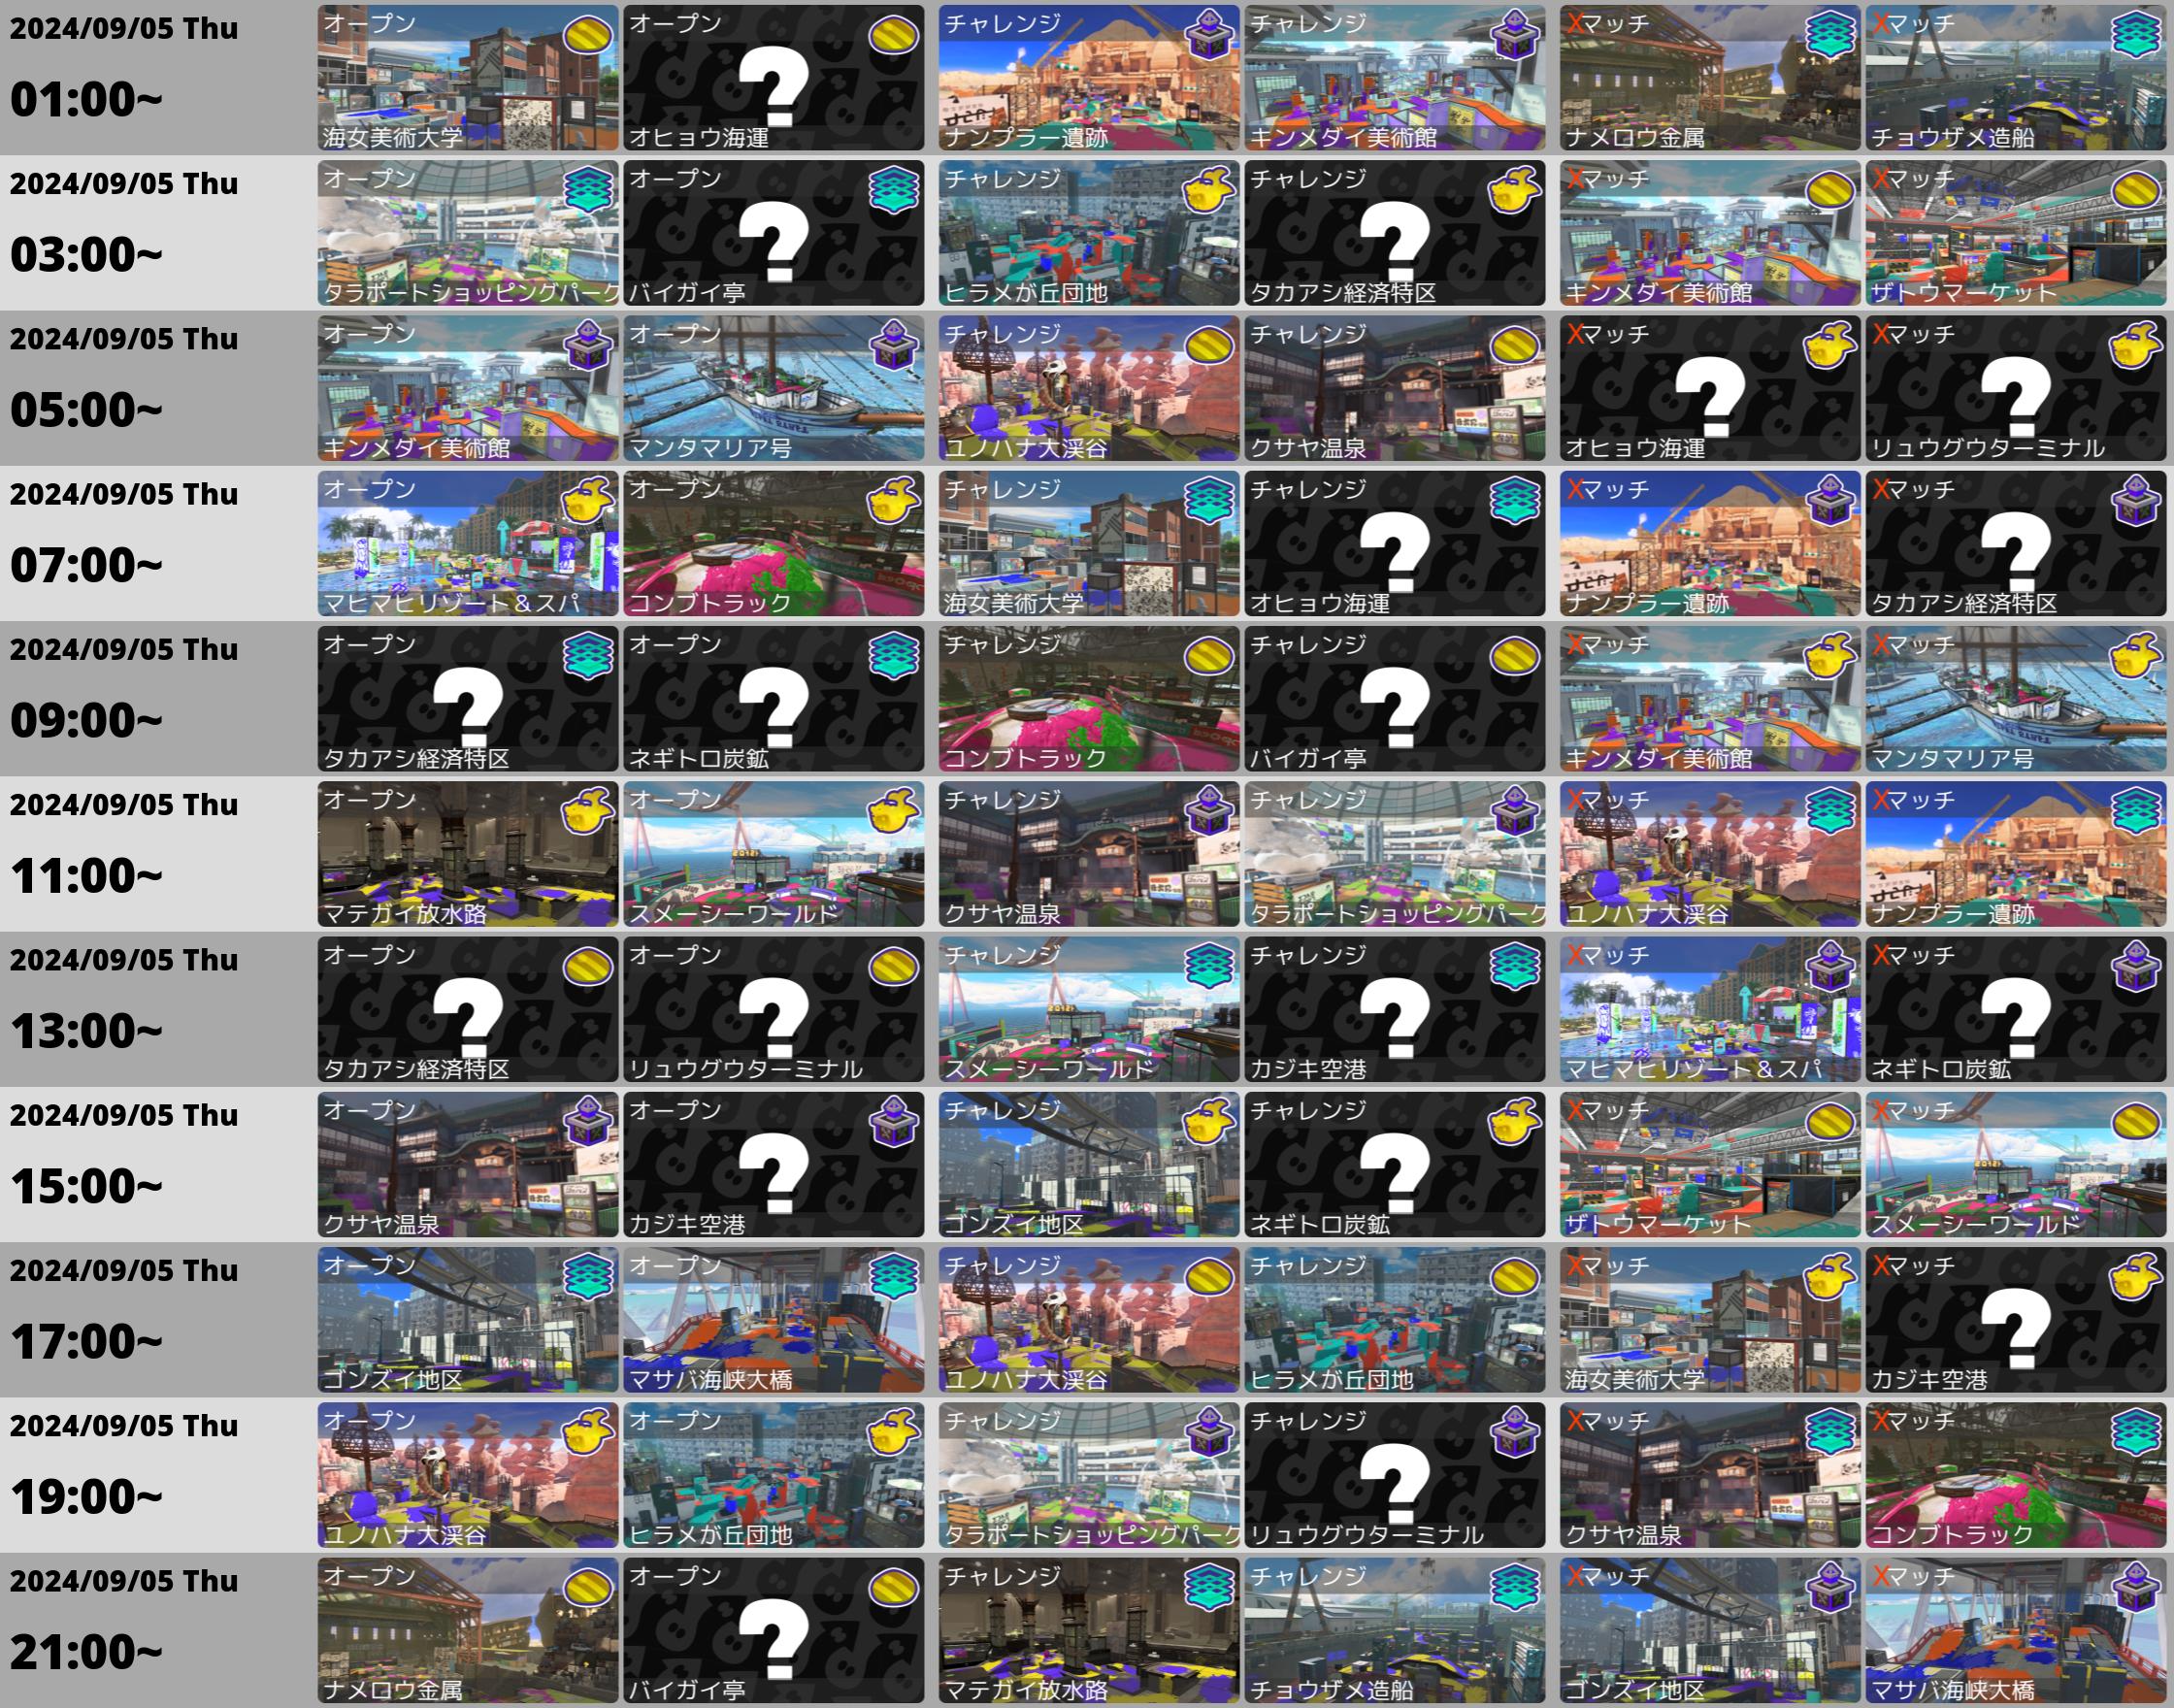 2024/09/05 Thu
01:00~
オープン オープン チャレンジ チャレンジ Xマッチ Xマッチ
海女美術大学 オヒョウ海運 ナンプラー遺跡 キンメダイ美術館 ナメロウ金属 チョウザメ造船
2024/09/05 Thu
03:00~
オープン オープン チャレンジ チャレンジ Xマッチ Xマッチ
タラポートショッピングパーク バイガイ亭 ヒラメが丘団地 タカアシ経済特区 キンメダイ美術館 ザトウマーケット
2024/09/05 Thu
05:00~
オープン オープン チャレンジ チャレンジ Xマッチ Xマッチ
キンメダイ美術館 マンタマリア号 ユノハナ大渓谷 クサヤ温泉 オヒョウ海運 リュウグウターミナル
2024/09/05 Thu
07:00~
オープン オープン チャレンジ チャレンジ Xマッチ Xマッチ
マヒマヒリゾート＆スパ コンブトラック 海女美術大学 オヒョウ海運 ナンプラー遺跡 タカアシ経済特区
2024/09/05 Thu
09:00~
オープン オープン チャレンジ チャレンジ Xマッチ Xマッチ
タカアシ経済特区 ネギトロ炭鉱 コンブトラック バイガイ亭 キンメダイ美術館 マンタマリア号
2024/09/05 Thu
11:00~
オープン オープン チャレンジ チャレンジ Xマッチ Xマッチ
マテガイ放水路 スメーシーワールド クサヤ温泉 タラポートショッピングパーク ユノハナ大渓谷 ナンプラー遺跡
2024/09/05 Thu
13:00~
オープン オープン チャレンジ チャレンジ Xマッチ Xマッチ
タカアシ経済特区 リュウグウターミナル スメーシーワールド カジキ空港 マヒマヒリゾート＆スパ ネギトロ炭鉱
2024/09/05 Thu
15:00~
オープン オープン チャレンジ チャレンジ Xマッチ Xマッチ
クサヤ温泉 カジキ空港 ゴンズイ地区 ネギトロ炭鉱 ザトウマーケット スメーシーワールド
2024/09/05 Thu
17:00~
オープン オープン チャレンジ チャレンジ Xマッチ Xマッチ
ゴンズイ地区 マサバ海峡大橋 ユノハナ大渓谷 ヒラメが丘団地 海女美術大学 カジキ空港
2024/09/05 Thu
19:00~
オープン オープン チャレンジ チャレンジ Xマッチ Xマッチ
ユノハナ大渓谷 ヒラメが丘団地 タラポートショッピングパーク リュウグウターミナル クサヤ温泉 コンブトラック
2024/09/05 Thu
21:00~
オープン オープン チャレンジ チャレンジ Xマッチ Xマッチ
ナメロウ金属 バイガイ亭 マテガイ放水路 チョウザメ造船 ゴンズイ地区 マサバ海峡大橋